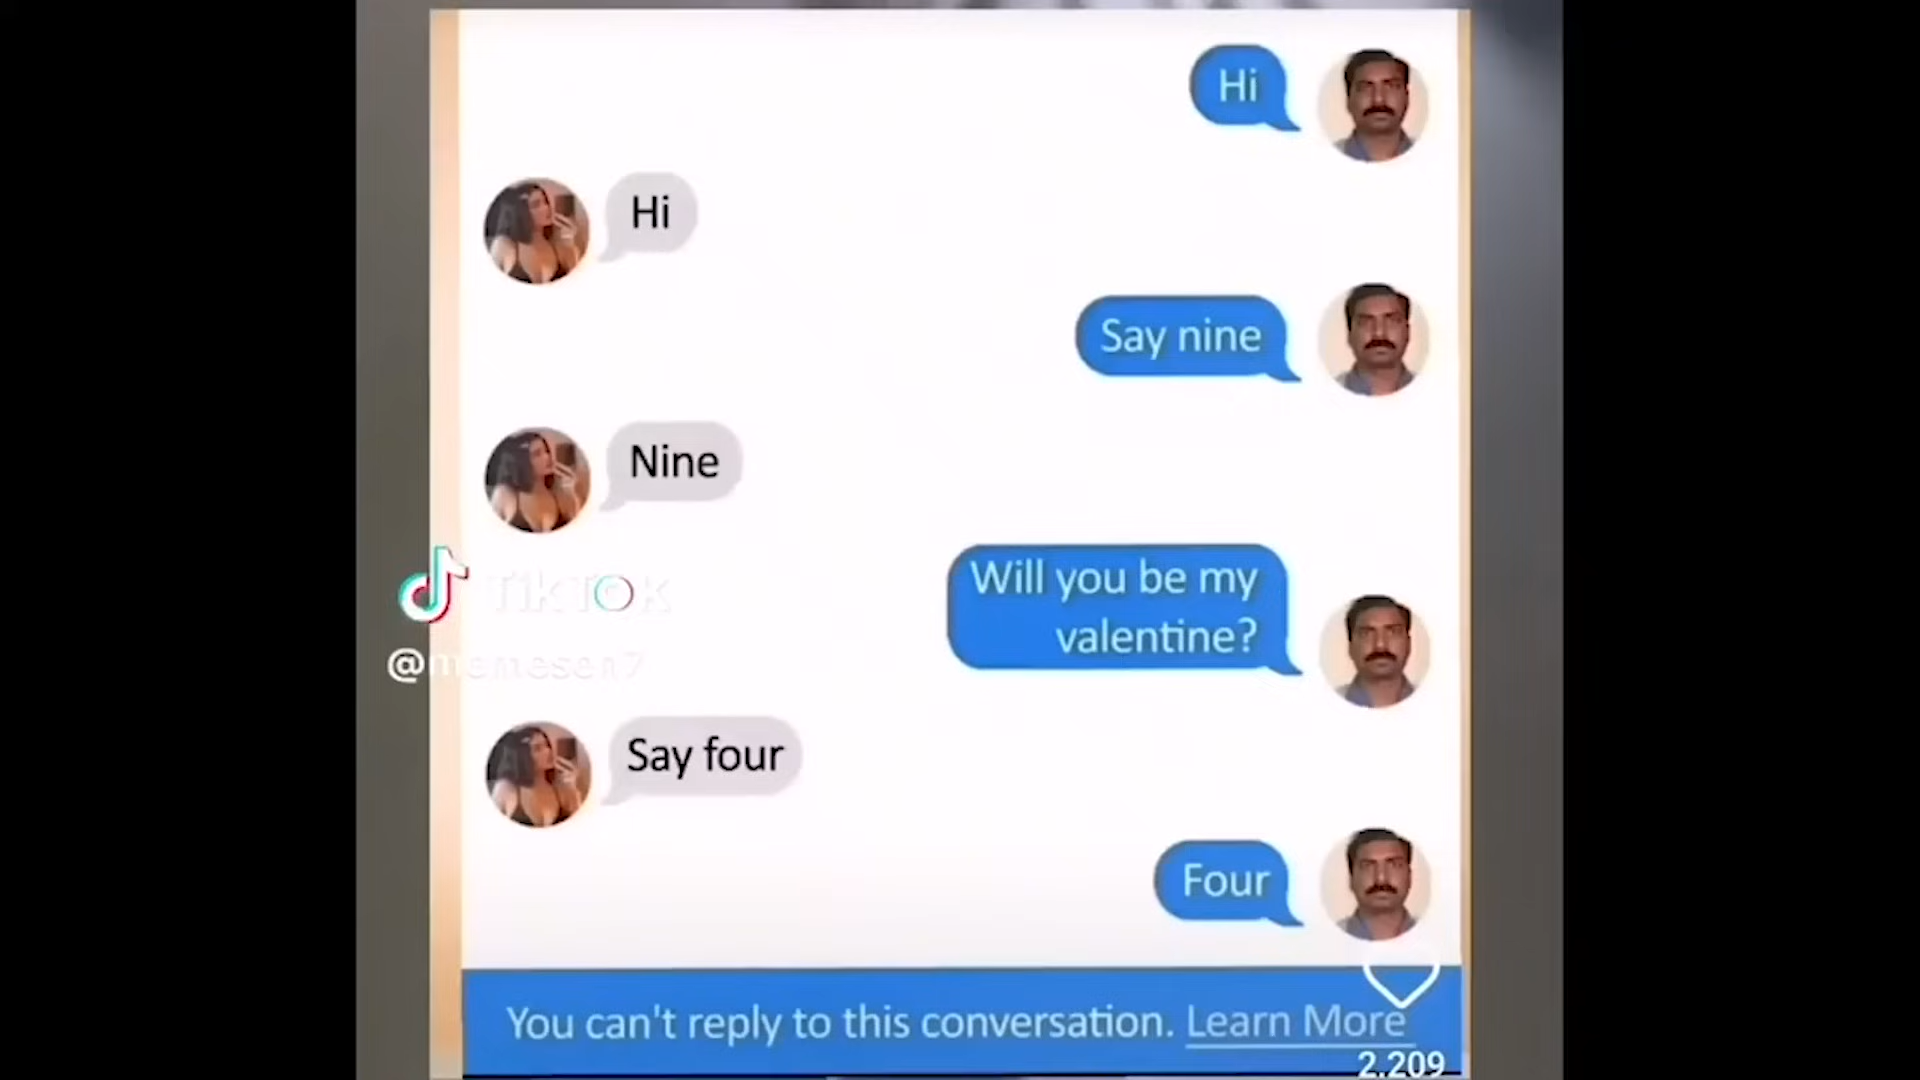 Hi
Hi
Say nine
Nine
Will you be my
valentine?
TikTok
@memesen7
Say four
Four
You can't reply to this conversation. Learn More
2.209